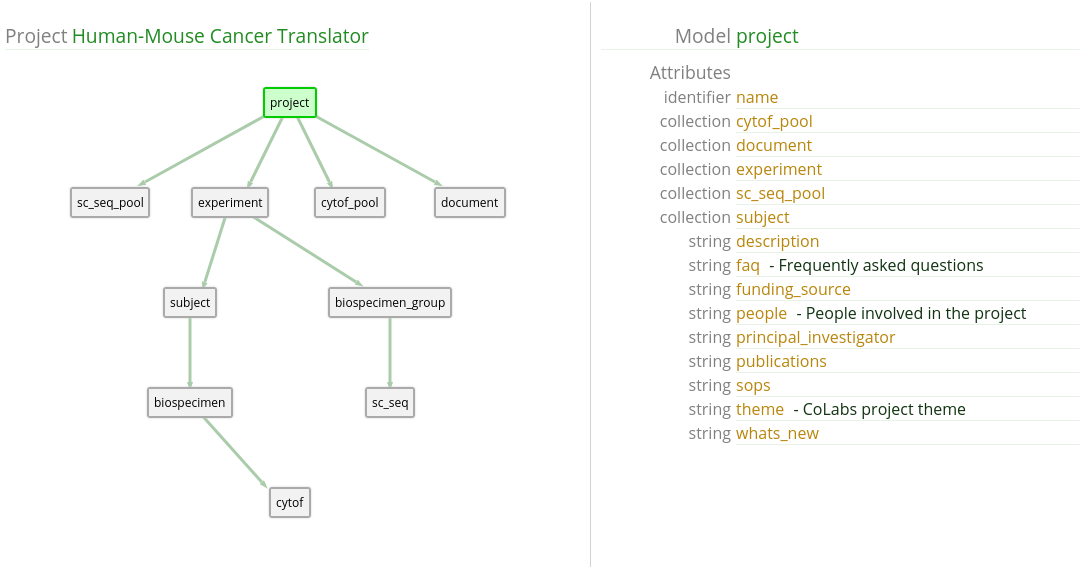 Project Human-Mouse Cancer Translator
project
sc_seq_pool
experiment
cytof_pool
document
subject
biospecimen_group
biospecimen
sc_seq
cytof
Model project
Attributes
identifier name
collection cytof_pool
collection document
collection experiment
collection sc_seq_pool
collection subject
string description
string faq - Frequently asked questions
string funding_source
string people - People involved in the project
string principal_investigator
string publications
string sops
string theme - CoLabs project theme
string whats_new